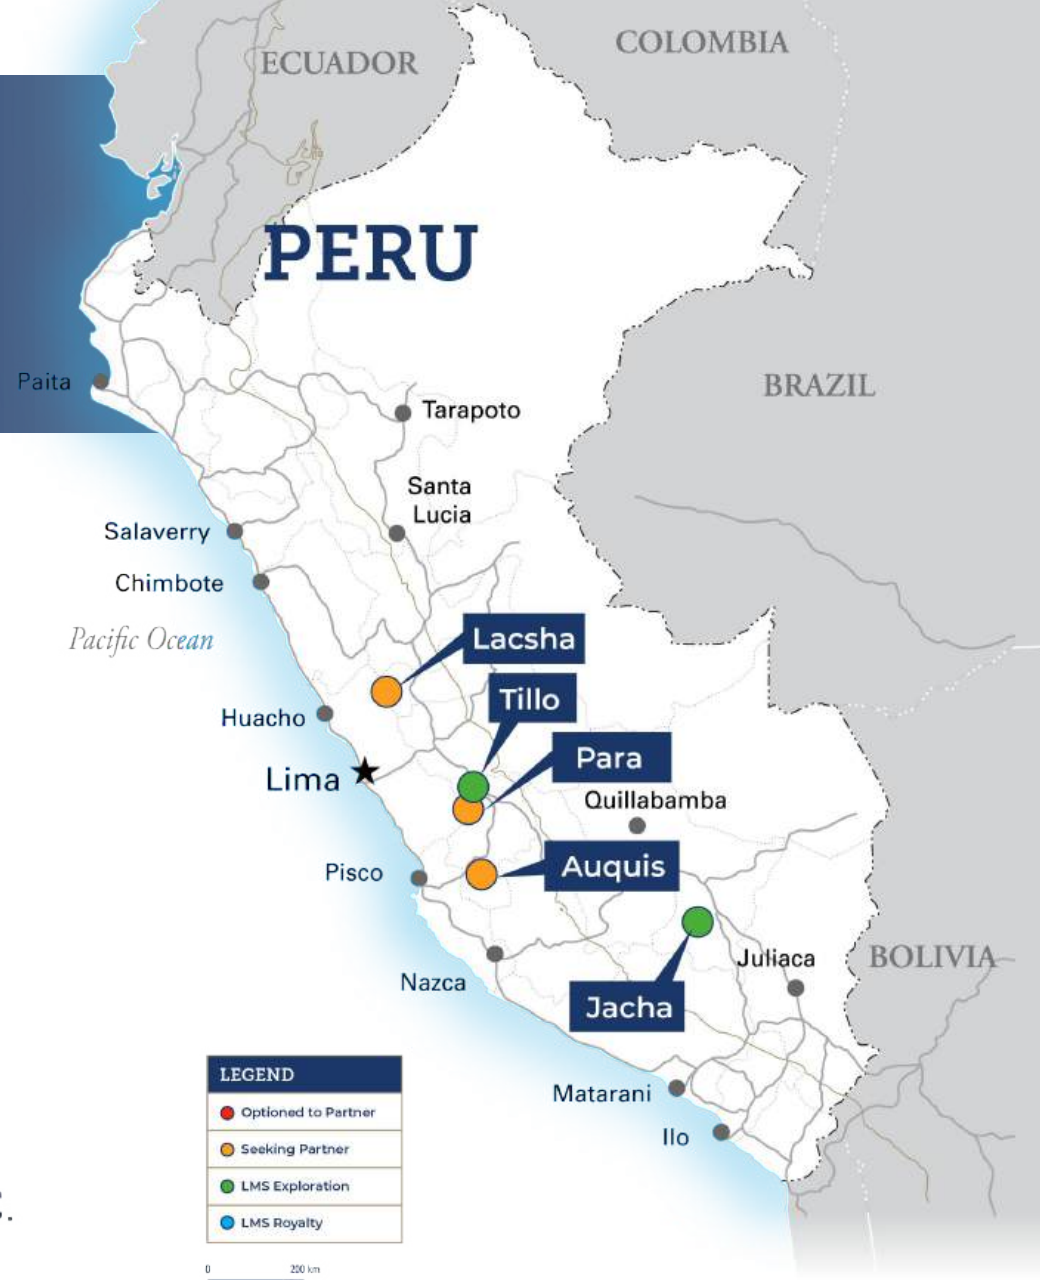 COLOMBIA
ECUADOR
PERU
Paita
BRAZIL
Tarapoto
Santa
Lucia
Salaverry
Chimbote
Pacific Ocean
Lacsha
Tillo
Huacho
Para
Lima
Quillabamba
Auquis
Pisco
Juliaca
BOLIVIA
Nazca
Jacha
LEGEND
Optioned to Partner
Seeking Partner
LMS Exploration
LMS Royalty
Matarani
Ilo
0 200 km